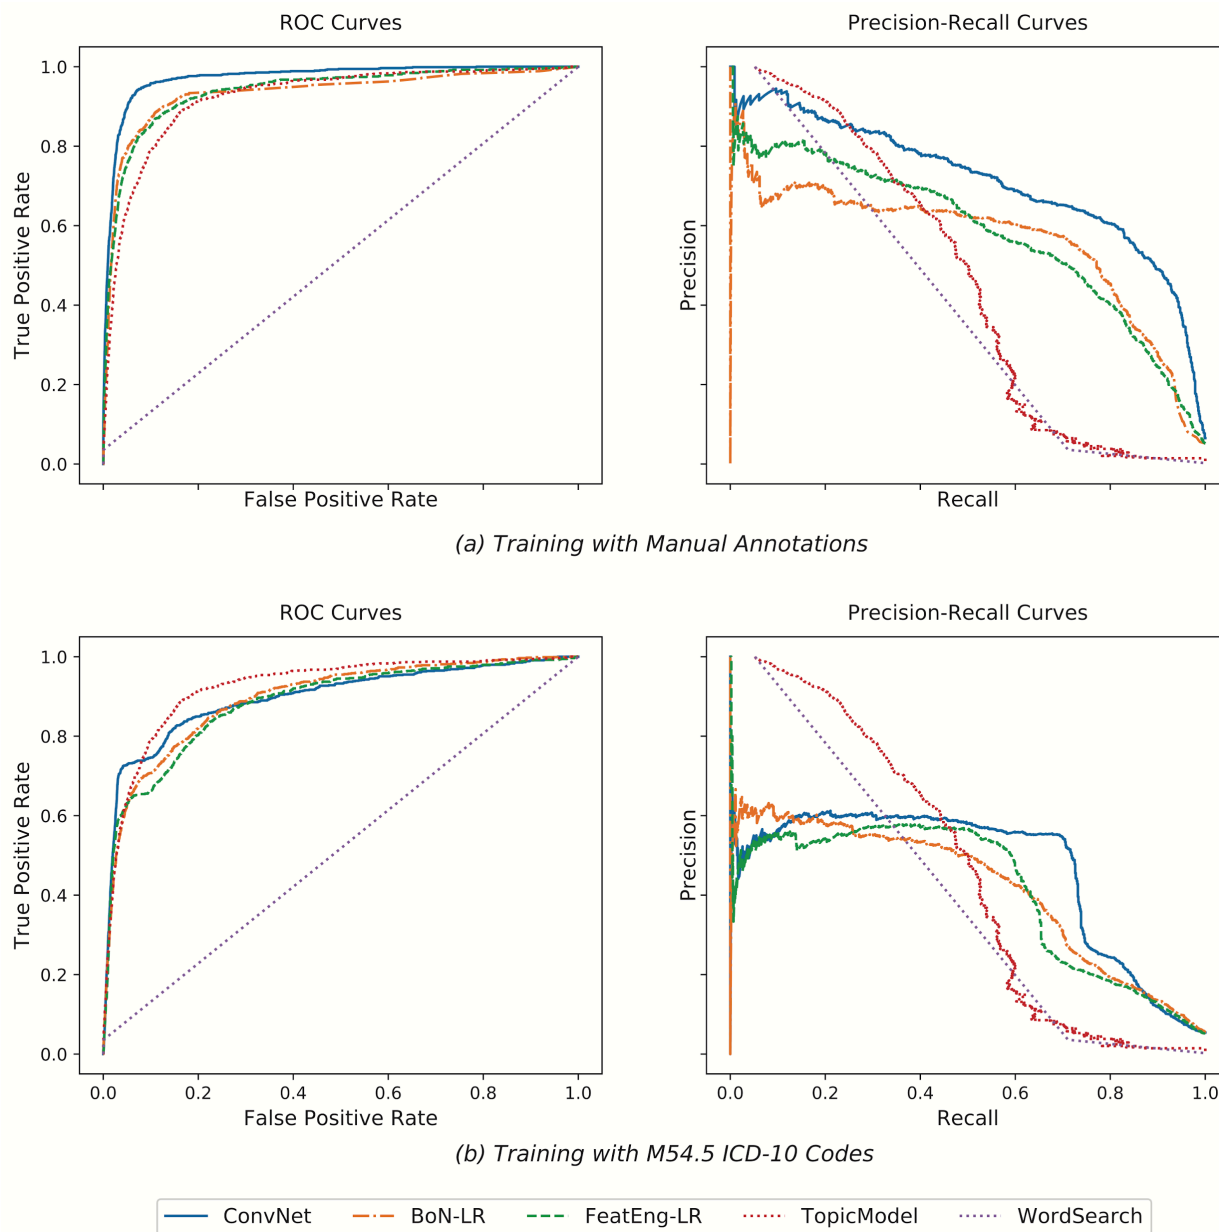 ROC Curves
Precision-Recall Curves
1.0
0.8
0.6
0.4
0.2
0.0
True Positive Rate
False Positive Rate
Precision
Recall
(a) Training with Manual Annotations
ROC Curves
Precision-Recall Curves
1.0
0.8
0.6
0.4
0.2
0.0
True Positive Rate
0.0 0.2 0.4 0.6 0.8 1.0
False Positive Rate
Precision
0.0 0.2 0.4 0.6 0.8 1.0
Recall
(b) Training with M54.5 ICD-10 Codes
ConvNet BoN-LR FeatEng-LR TopicModel WordSearch